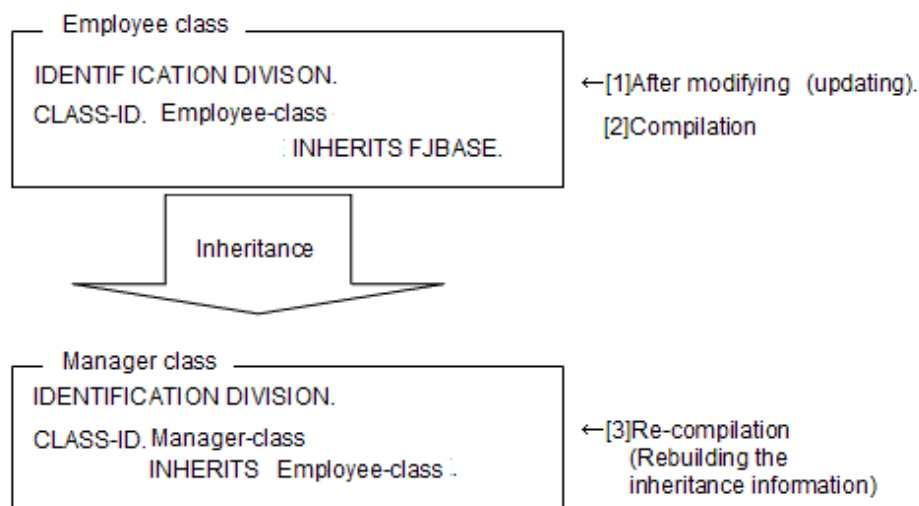 Employee class
IDENTIF ICATION DIVISON.
←[1]After modifying (updating).
CLASS-ID. Employee-class
[2]Compilation
INHERITS FJBASE.
Inheritance
Manager class
IDENTIFICATION DIVISION.
CLASS-ID. Manager-class
←[3]Re-compilation
INHERITS Employee-class .
(Rebuilding the
inheritance information)